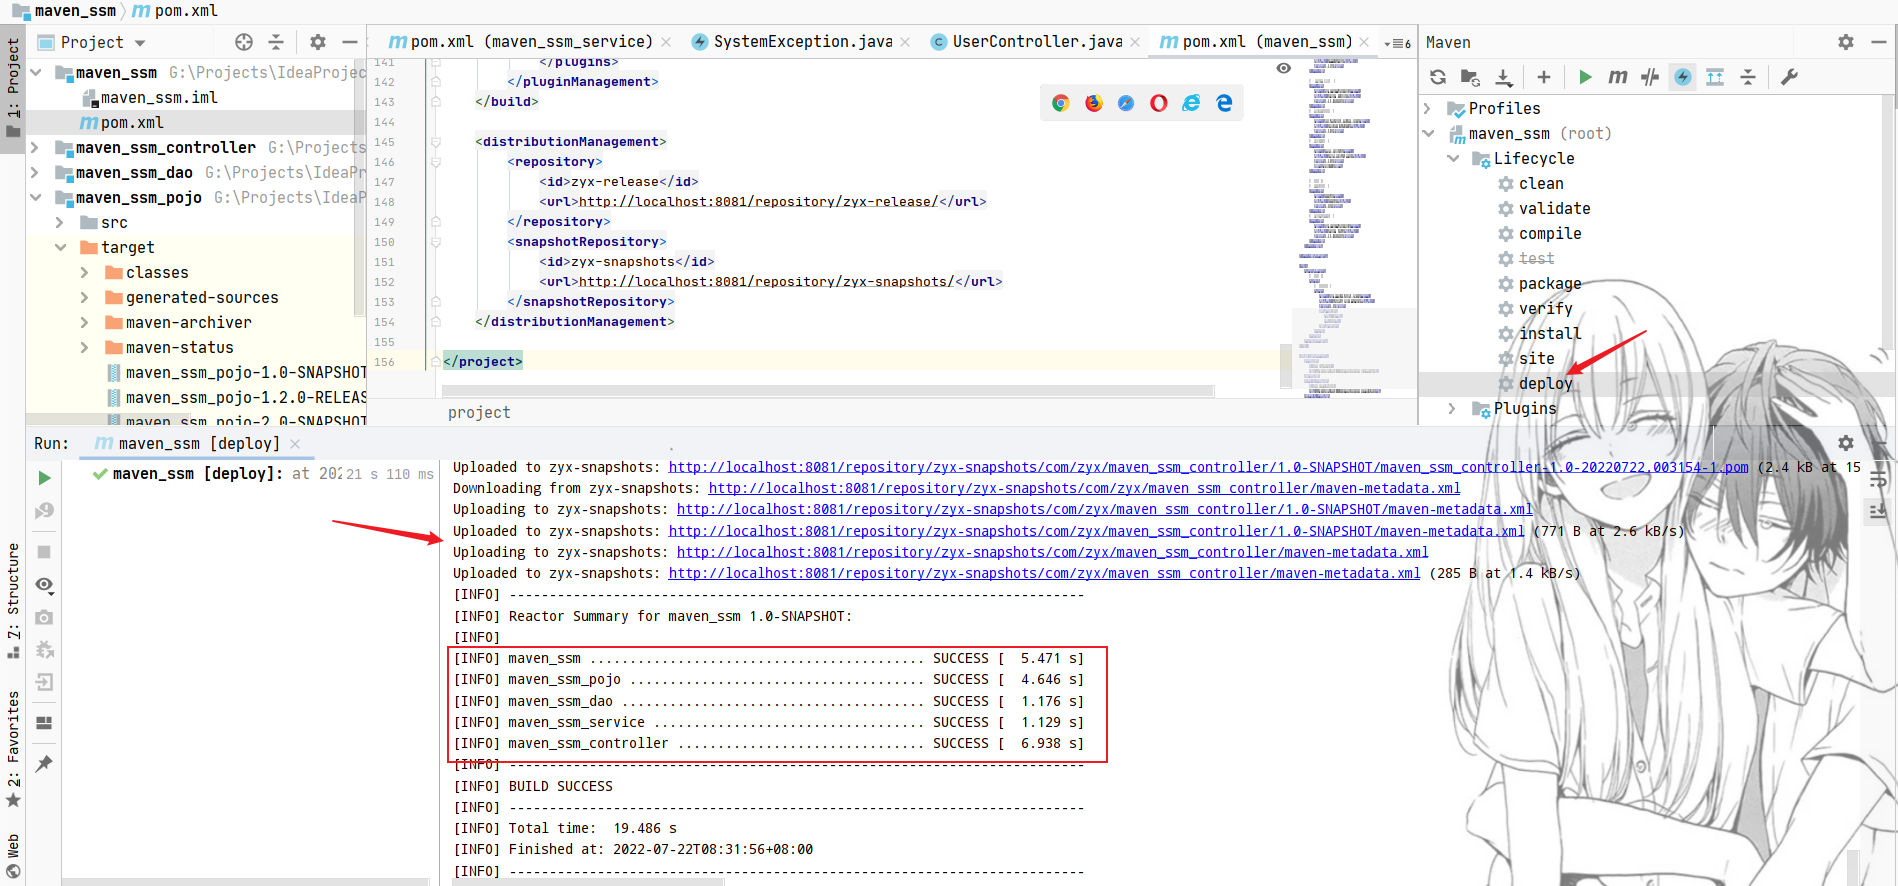 maven_ssm pom.xml
Project
pom.xml (maven_ssm_service)
SystemException.java
UserController.java
pom.xml (maven_ssm)
6
Maven
1: Project
maven_ssm G:\Projects\IdeaProjec
maven_ssm.iml
pom.xml
maven_ssm_controller G:\Projects
maven_ssm_dao G:\Projects\IdeaPr
maven_ssm_pojo G:\Projects\Idea
src
target
classes
generated-sources
maven-archiver
maven-status
maven_ssm_pojo-1.0-SNAPSHOT
maven_ssm_pojo-1.2.0-RELEAS
maven_ssm_pojo-2.0-SNAPSHOT
141 </plugins>
142 </pluginManagement>
143 </build>
144
145 <distributionManagement>
146 <repository>
147 <id>zyx-release</id>
148 <url>http://localhost:8081/repository/zyx-release/</url>
149 </repository>
150 <snapshotRepository>
151 <id>zyx-snapshots</id>
152 <url>http://localhost:8081/repository/zyx-snapshots/</url>
153 </snapshotRepository>
154 </distributionManagement>
155
156 </project>
project
Profiles
maven_ssm (root)
Lifecycle
clean
validate
compile
test
package
verify
install
site
deploy
Plugins
Run: maven_ssm [deploy]
maven_ssm [deploy]: at 202 21 s 110 ms
7: Structure
2: Favorites
Web
Uploaded to zyx-snapshots: http://localhost:8081/repository/zyx-snapshots/com/zyx/maven_ssm_controller/1.0-SNAPSHOT/maven_ssm_controller-1.0-20220722.003154-1.pom (2.4 kB at 15
Downloading from zyx-snapshots: http://localhost:8081/repository/zyx-snapshots/com/zyx/maven_ssm_controller/maven-metadata.xml
Uploading to zyx-snapshots: http://localhost:8081/repository/zyx-snapshots/com/zyx/maven_ssm_controller/1.0-SNAPSHOT/maven-metadata.xml
Uploaded to zyx-snapshots: http://localhost:8081/repository/zyx-snapshots/com/zyx/maven_ssm_controller/1.0-SNAPSHOT/maven-metadata.xml (771 B at 2.6 kB/s)
Uploading to zyx-snapshots: http://localhost:8081/repository/zyx-snapshots/com/zyx/maven_ssm_controller/maven-metadata.xml
Uploaded to zyx-snapshots: http://localhost:8081/repository/zyx-snapshots/com/zyx/maven_ssm_controller/maven-metadata.xml (285 B at 1.4 kB/s)
[INFO] ------------------------------------------------------------------------
[INFO] Reactor Summary for maven_ssm 1.0-SNAPSHOT:
[INFO]
[INFO] maven_ssm .......................................... SUCCESS [  5.471 s]
[INFO] maven_ssm_pojo ..................................... SUCCESS [  4.646 s]
[INFO] maven_ssm_dao ...................................... SUCCESS [  1.176 s]
[INFO] maven_ssm_service .................................. SUCCESS [  1.129 s]
[INFO] maven_ssm_controller ............................... SUCCESS [  6.938 s]
[INFO] ------------------------------------------------------------------------
[INFO] BUILD SUCCESS
[INFO] ------------------------------------------------------------------------
[INFO] Total time:  19.486 s
[INFO] Finished at: 2022-07-22T08:31:56+08:00
[INFO] ------------------------------------------------------------------------